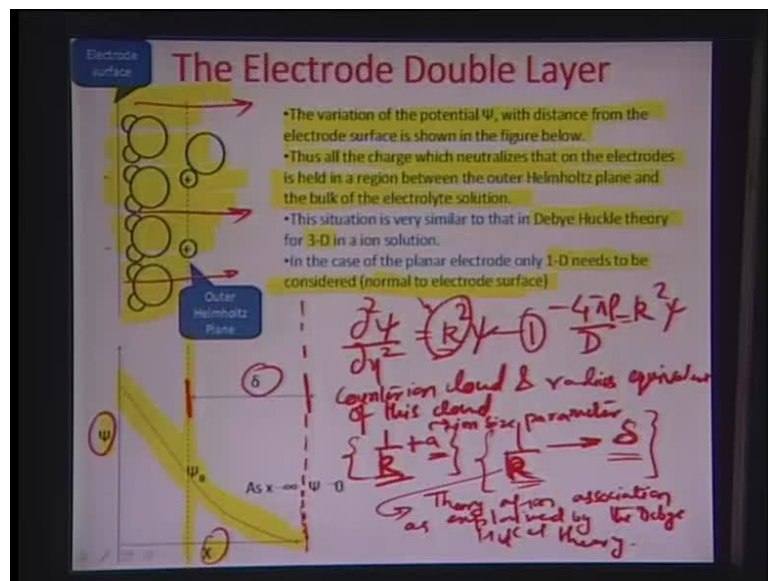 Electrode
surface
The Electrode Double Layer
•The variation of the potential Ψ, with distance from the
electrode surface is shown in the figure below.
•Thus all the charge which neutralizes that on the electrodes
is held in a region between the outer Helmholtz plane and
the bulk of the electrolyte solution.
•This situation is very similar to that in Debye Huckle theory
for 3-D in a ion solution.
•In the case of the planar electrode only 1-D needs to be
considered (normal to electrode surface)
+
+
Outer
Helmholtz
Plane
∂²ψ
∂η²
= k²ψ — ①
-4πρ
D
= k²ψ
Counterion cloud & radius equivalent
of this cloud
ion size parameter
{ 1/k + a } { 1/k → δ }
Theory of ion association
as explained by the Debye
theory.
δ
Ψ
Ψ₀
As x→∞ Ψ→0
X